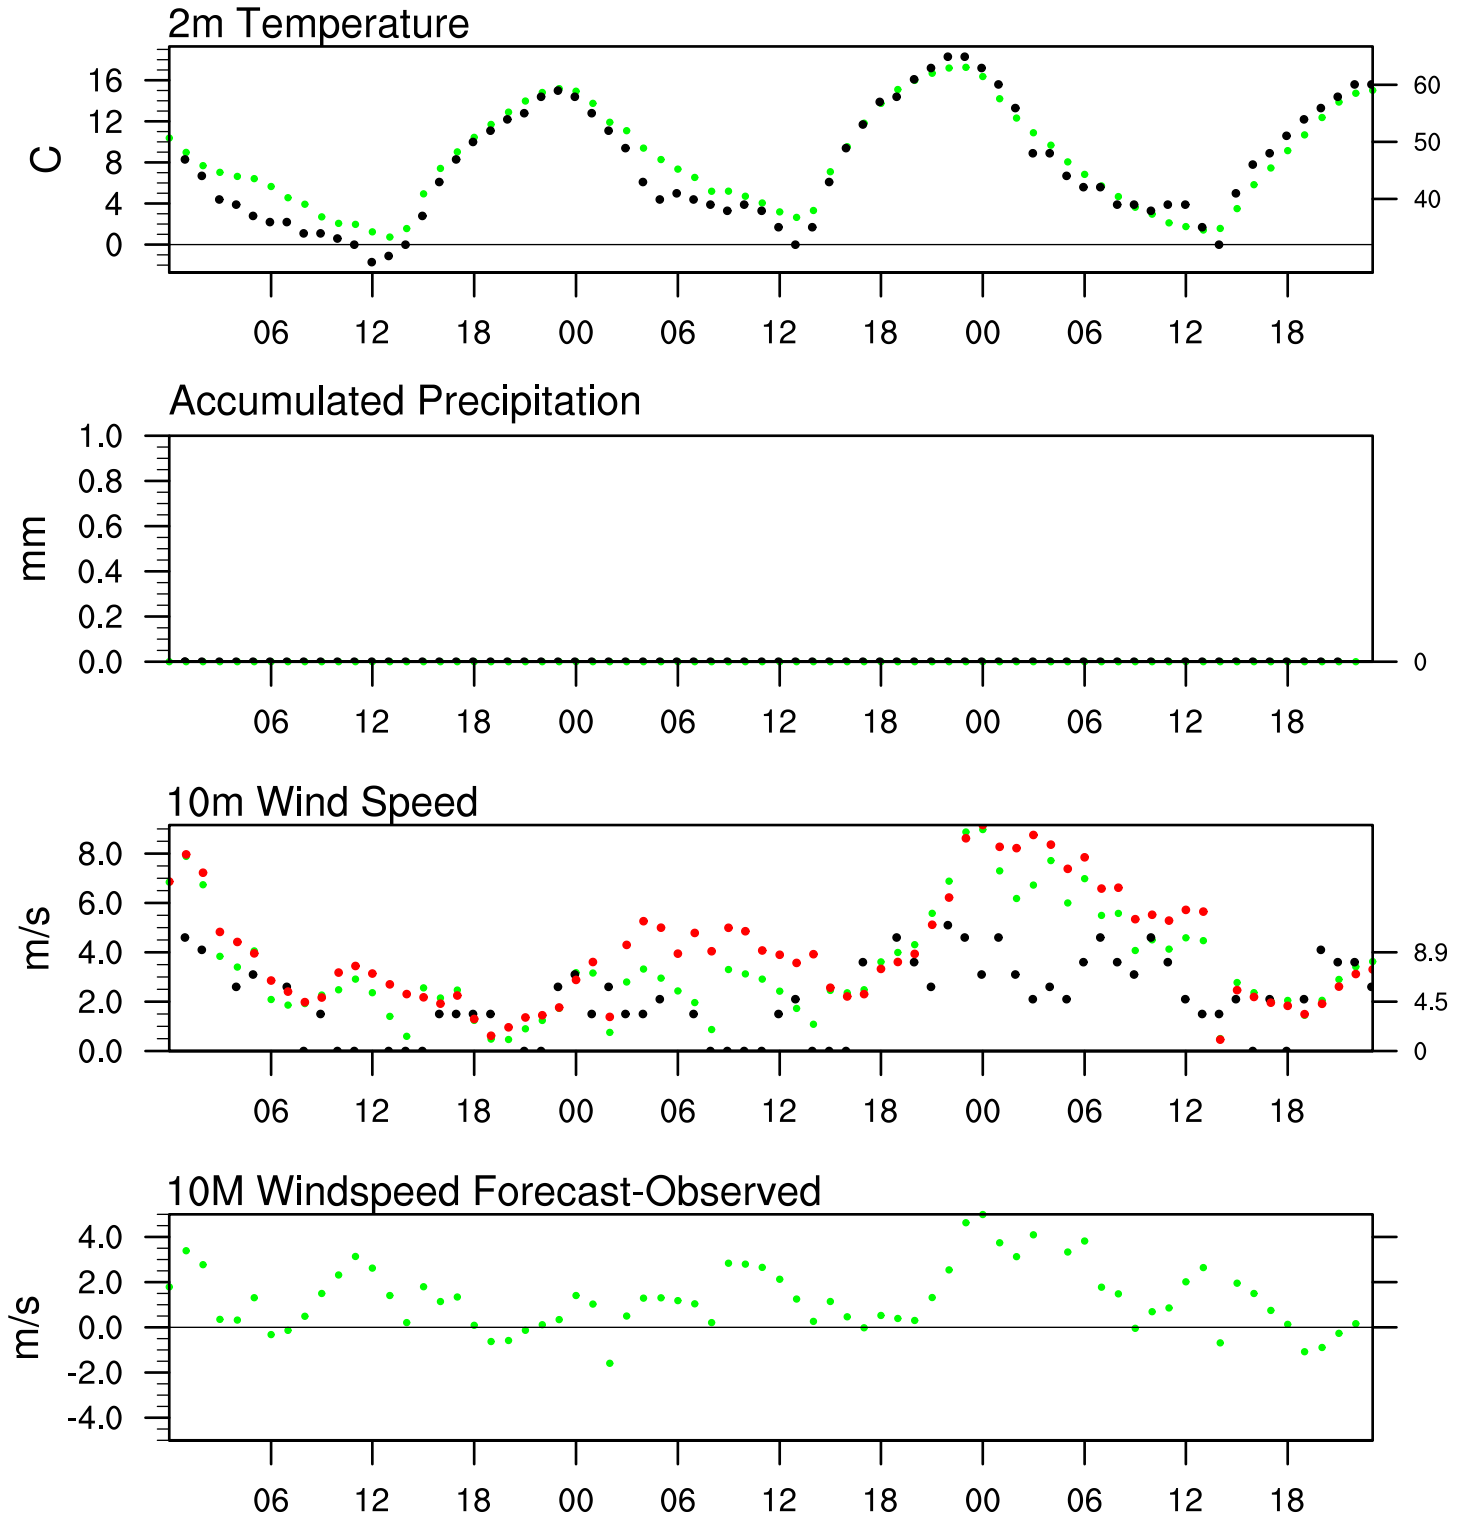 2m Temperature
16
12
8
4
0
C
60
50
40
06 12 18 00 06 12 18 00 06 12 18
Accumulated Precipitation
1.0
0.8
0.6
0.4
0.2
0.0
mm
0
06 12 18 00 06 12 18 00 06 12 18
10m Wind Speed
8.0
6.0
4.0
2.0
0.0
m/s
8.9
4.5
0
06 12 18 00 06 12 18 00 06 12 18
10M Windspeed Forecast-Observed
4.0
2.0
0.0
-2.0
-4.0
m/s
06 12 18 00 06 12 18 00 06 12 18